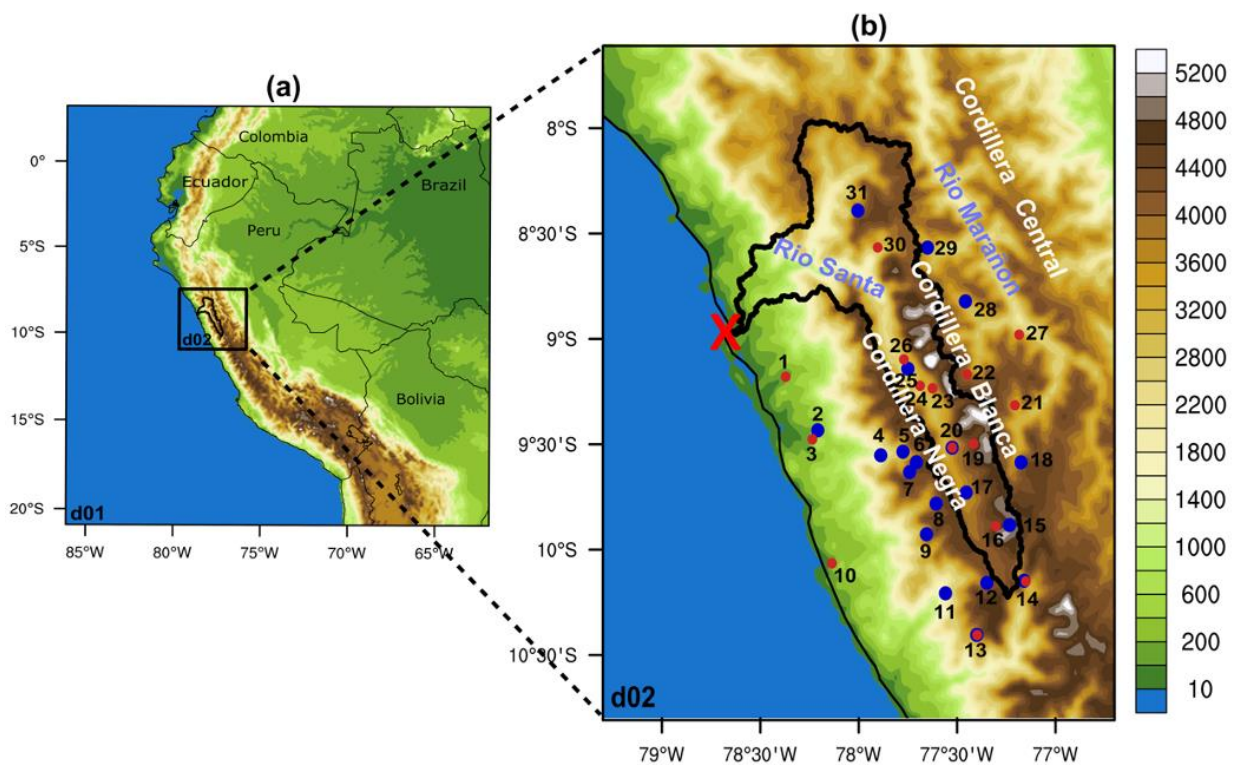 (a)
Colombia
Ecuador
Brazil
Peru
Bolivia
d02
d01
0°
5°S
10°S
15°S
20°S
85°W
80°W
75°W
70°W
65°W
(b)
Cordillera Central
Rio Marañon
Rio Santa
Cordillera Blanca
Cordillera Negra
X
31
30
29
28
27
26
25
24
23
22
21
20
19
18
17
16
15
14
13
12
11
10
9
8
7
6
5
4
3
2
1
d02
8°S
8°30'S
9°S
9°30'S
10°S
10°30'S
79°W
78°30'W
78°W
77°30'W
77°W
5200
4800
4400
4000
3600
3200
2800
2600
2200
1800
1400
1000
600
200
10